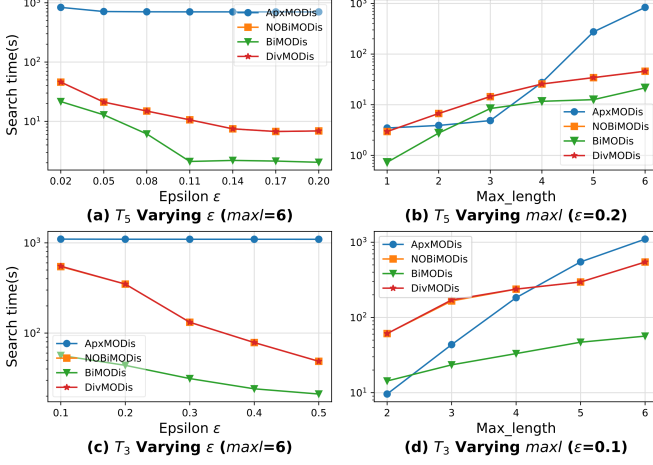 Search time(s)
10³
10¹
ApxMODis
NOBiMODis
BiMODis
DivMODis
0.02 0.05 0.08 0.11 0.14 0.17 0.20
Epsilon ε
(a) T₅ Varying ε (maxl=6)
10²
10¹
10⁰
ApxMODis
NOBiMODis
BiMODis
DivMODis
1 2 3 4 5 6
Max_length
(b) T₅ Varying maxl (ε=0.2)
Search time(s)
10³
10²
ApxMODis
NOBiMODis
BiMODis
DivMODis
0.1 0.2 0.3 0.4 0.5
Epsilon ε
(c) T₃ Varying ε (maxl=6)
10³
10²
10¹
ApxMODis
NOBiMODis
BiMODis
DivMODis
2 3 4 5 6
Max_length
(d) T₃ Varying maxl (ε=0.1)